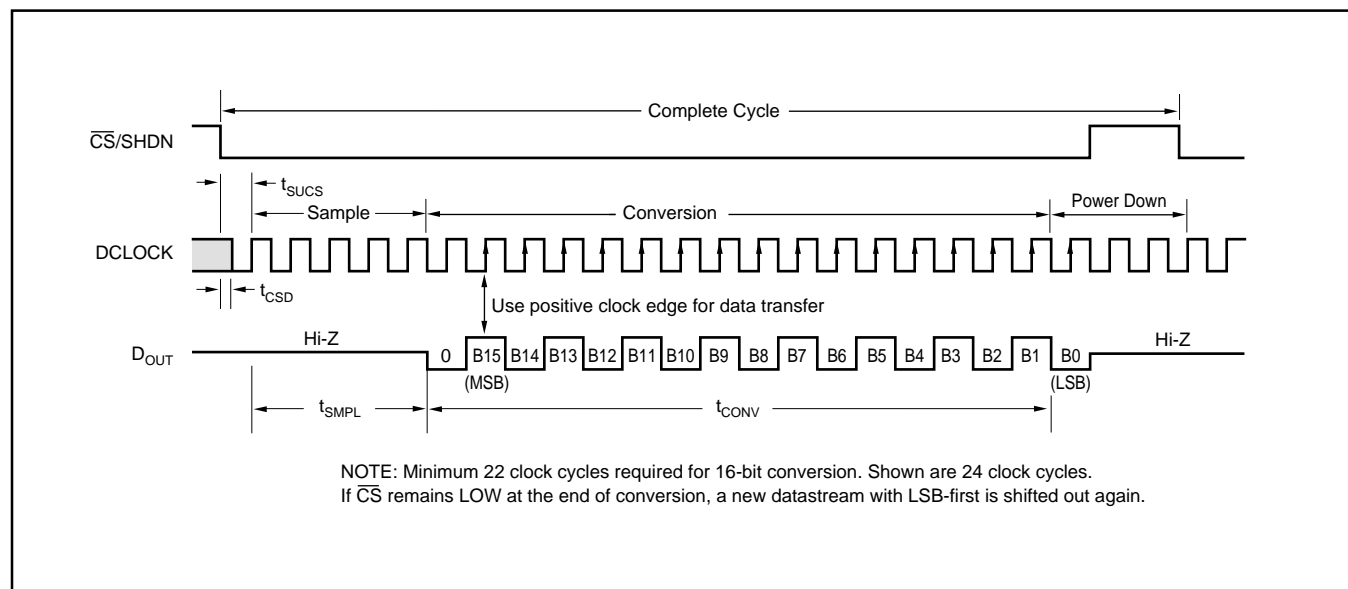 Complete Cycle
C̅S̅/SHDN
tSUCS
Sample
Conversion
Power Down
DCLOCK
tCSD
Use positive clock edge for data transfer
Hi-Z
Hi-Z
DOUT
0 B15 B14 B13 B12 B11 B10 B9 B8 B7 B6 B5 B4 B3 B2 B1 B0
(MSB)
(LSB)
tSMPL
tCONV
NOTE: Minimum 22 clock cycles required for 16-bit conversion. Shown are 24 clock cycles.
If C̅S̅ remains LOW at the end of conversion, a new datastream with LSB-first is shifted out again.